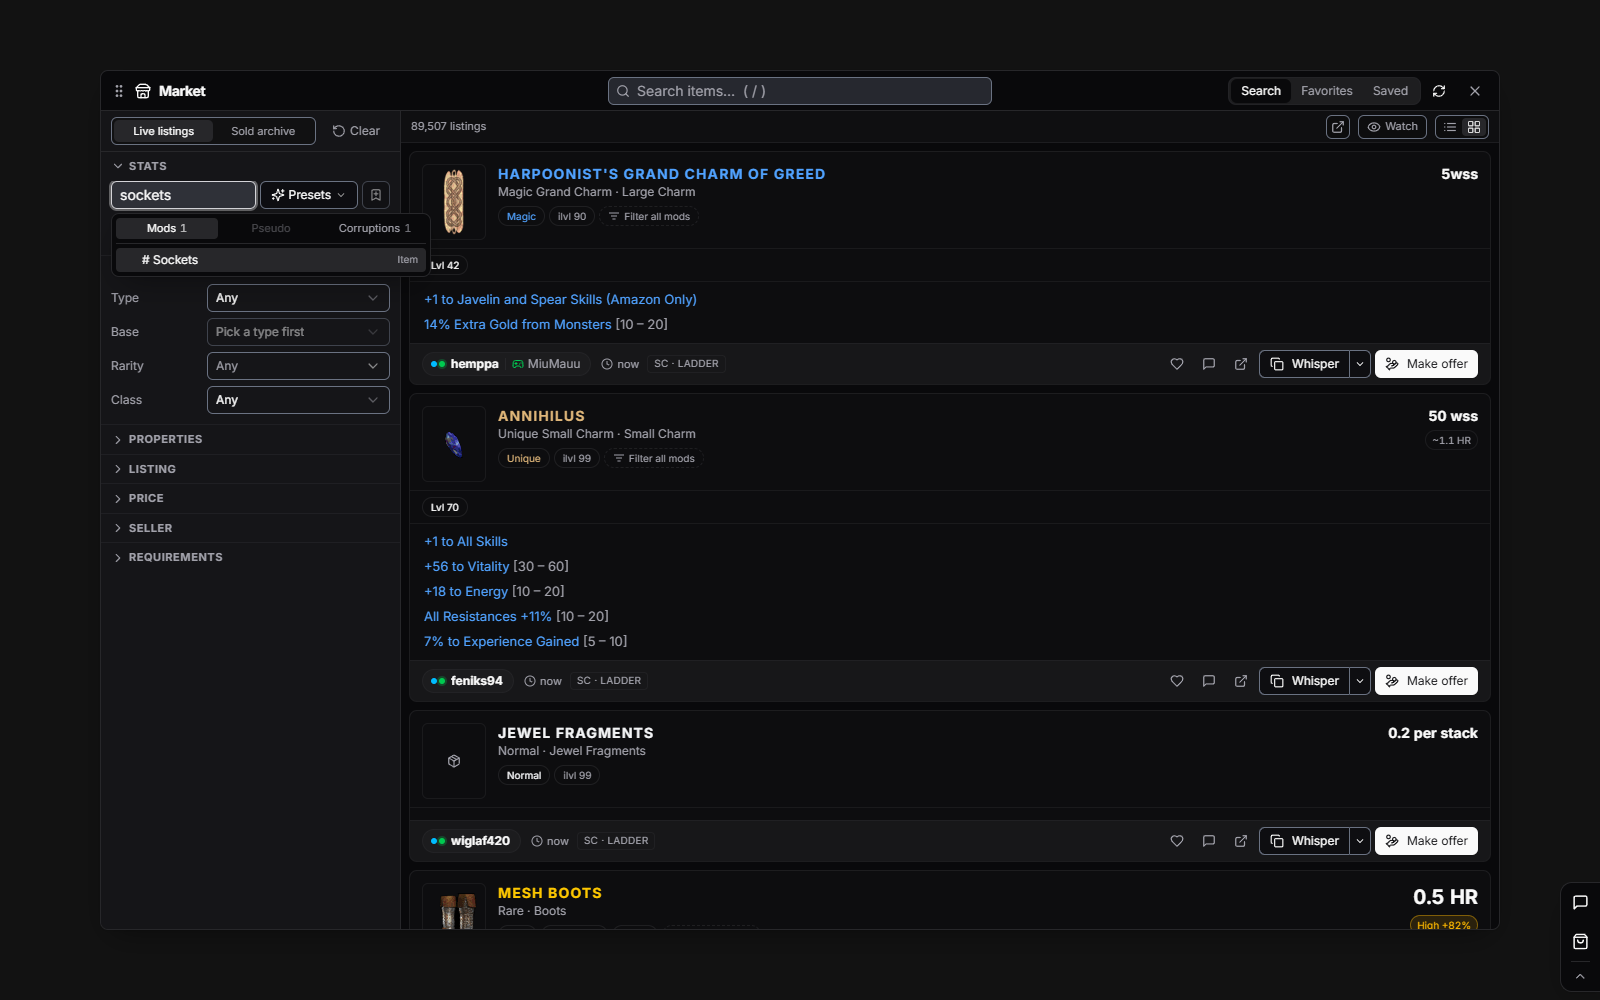 Market
Search items... ( / )
Search Favorites Saved
Live listings Sold archive Clear
STATS
sockets Presets
Mods 1 Pseudo Corruptions 1
# Sockets Item
Type Any
Base Pick a type first
Rarity Any
Class Any
PROPERTIES
LISTING
PRICE
SELLER
REQUIREMENTS
89,507 listings
Watch
HARPOONIST'S GRAND CHARM OF GREED
5wss
Magic Grand Charm · Large Charm
Magic ilvl 90 Filter all mods
Lvl 42
+1 to Javelin and Spear Skills (Amazon Only)
14% Extra Gold from Monsters [10 – 20]
hemppa MiuMauu now SC · LADDER
Whisper Make offer
ANNIHILUS
50 wss
Unique Small Charm · Small Charm
~1.1 HR
Unique ilvl 99 Filter all mods
Lvl 70
+1 to All Skills
+56 to Vitality [30 – 60]
+18 to Energy [10 – 20]
All Resistances +11% [10 – 20]
7% to Experience Gained [5 – 10]
feniks94 now SC · LADDER
Whisper Make offer
JEWEL FRAGMENTS
0.2 per stack
Normal · Jewel Fragments
Normal ilvl 99
wiglaf420 now SC · LADDER
Whisper Make offer
MESH BOOTS
0.5 HR
Rare · Boots
High +82%